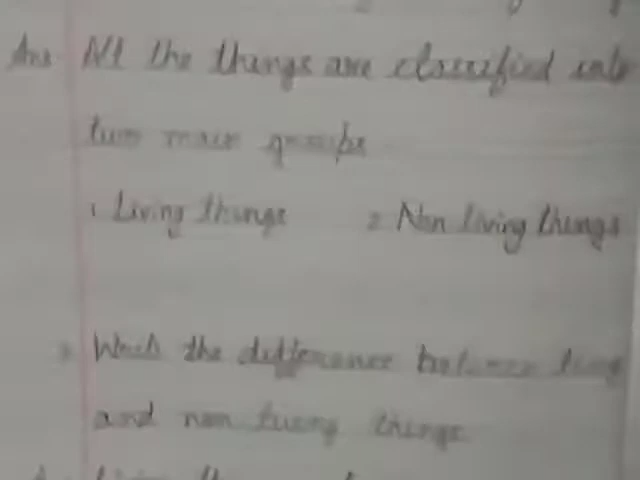 Ans All the things are classified into
two main groups
1 Living things 2 Non living things
Write the difference between living
and non living things